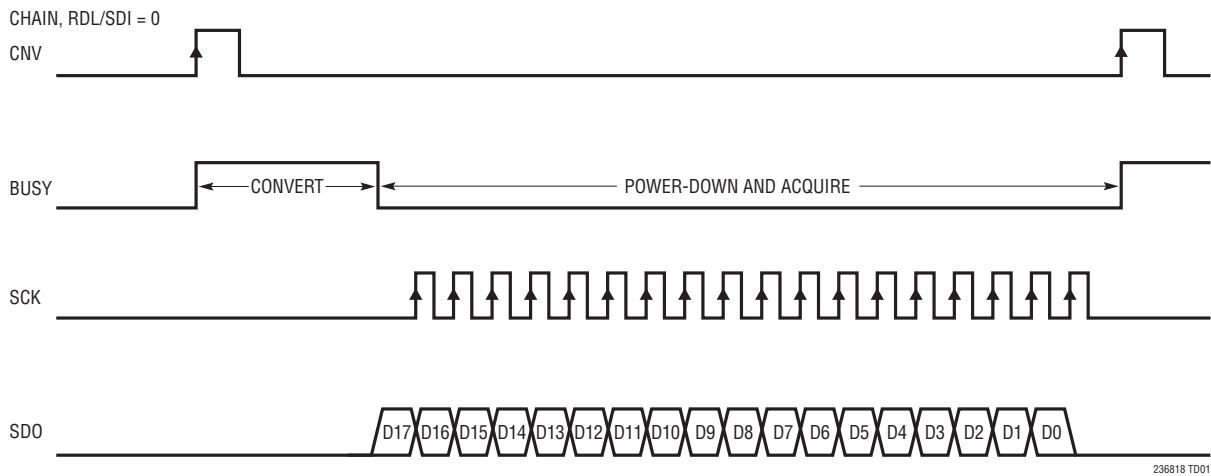 CHAIN, RDL/SDI = 0
CNV
BUSY
CONVERT
POWER-DOWN AND ACQUIRE
SCK
SDO
D17 D16 D15 D14 D13 D12 D11 D10 D9 D8 D7 D6 D5 D4 D3 D2 D1 D0
236818 TD01